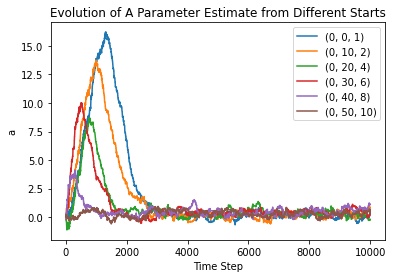 Evolution of A Parameter Estimate from Different Starts
(0, 0, 1)
(0, 10, 2)
(0, 20, 4)
(0, 30, 6)
(0, 40, 8)
(0, 50, 10)
a
15.0
12.5
10.0
7.5
5.0
2.5
0.0
0
2000
4000
6000
8000
10000
Time Step